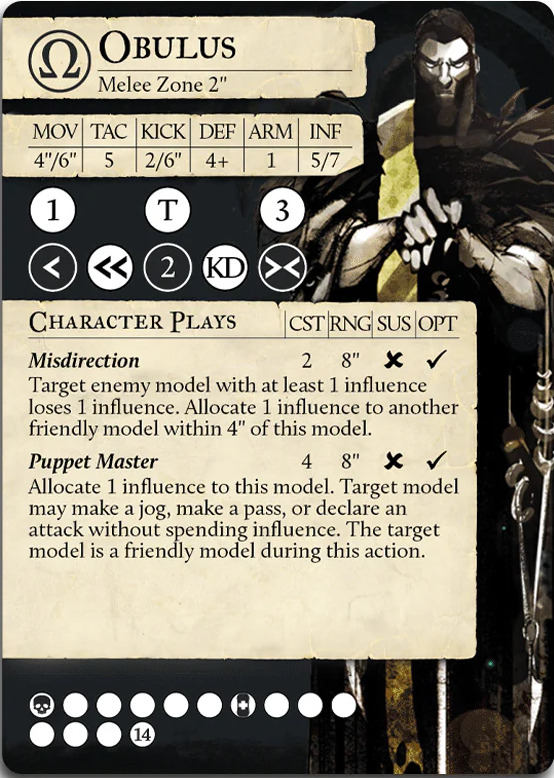 Ω OBULUS
Melee Zone 2"
MOV TAC KICK DEF ARM INF
4"/6" 5 2/6" 4+ 1 5/7
1 T 3
< << 2 KD ><
CHARACTER PLAYS CST RNG SUS OPT
Misdirection 2 8" ✘ ✓
Target enemy model with at least 1 influence
loses 1 influence. Allocate 1 influence to another
friendly model within 4" of this model.
Puppet Master 4 8" ✘ ✓
Allocate 1 influence to this model. Target model
may make a jog, make a pass, or declare an
attack without spending influence. The target
model is a friendly model during this action.
14